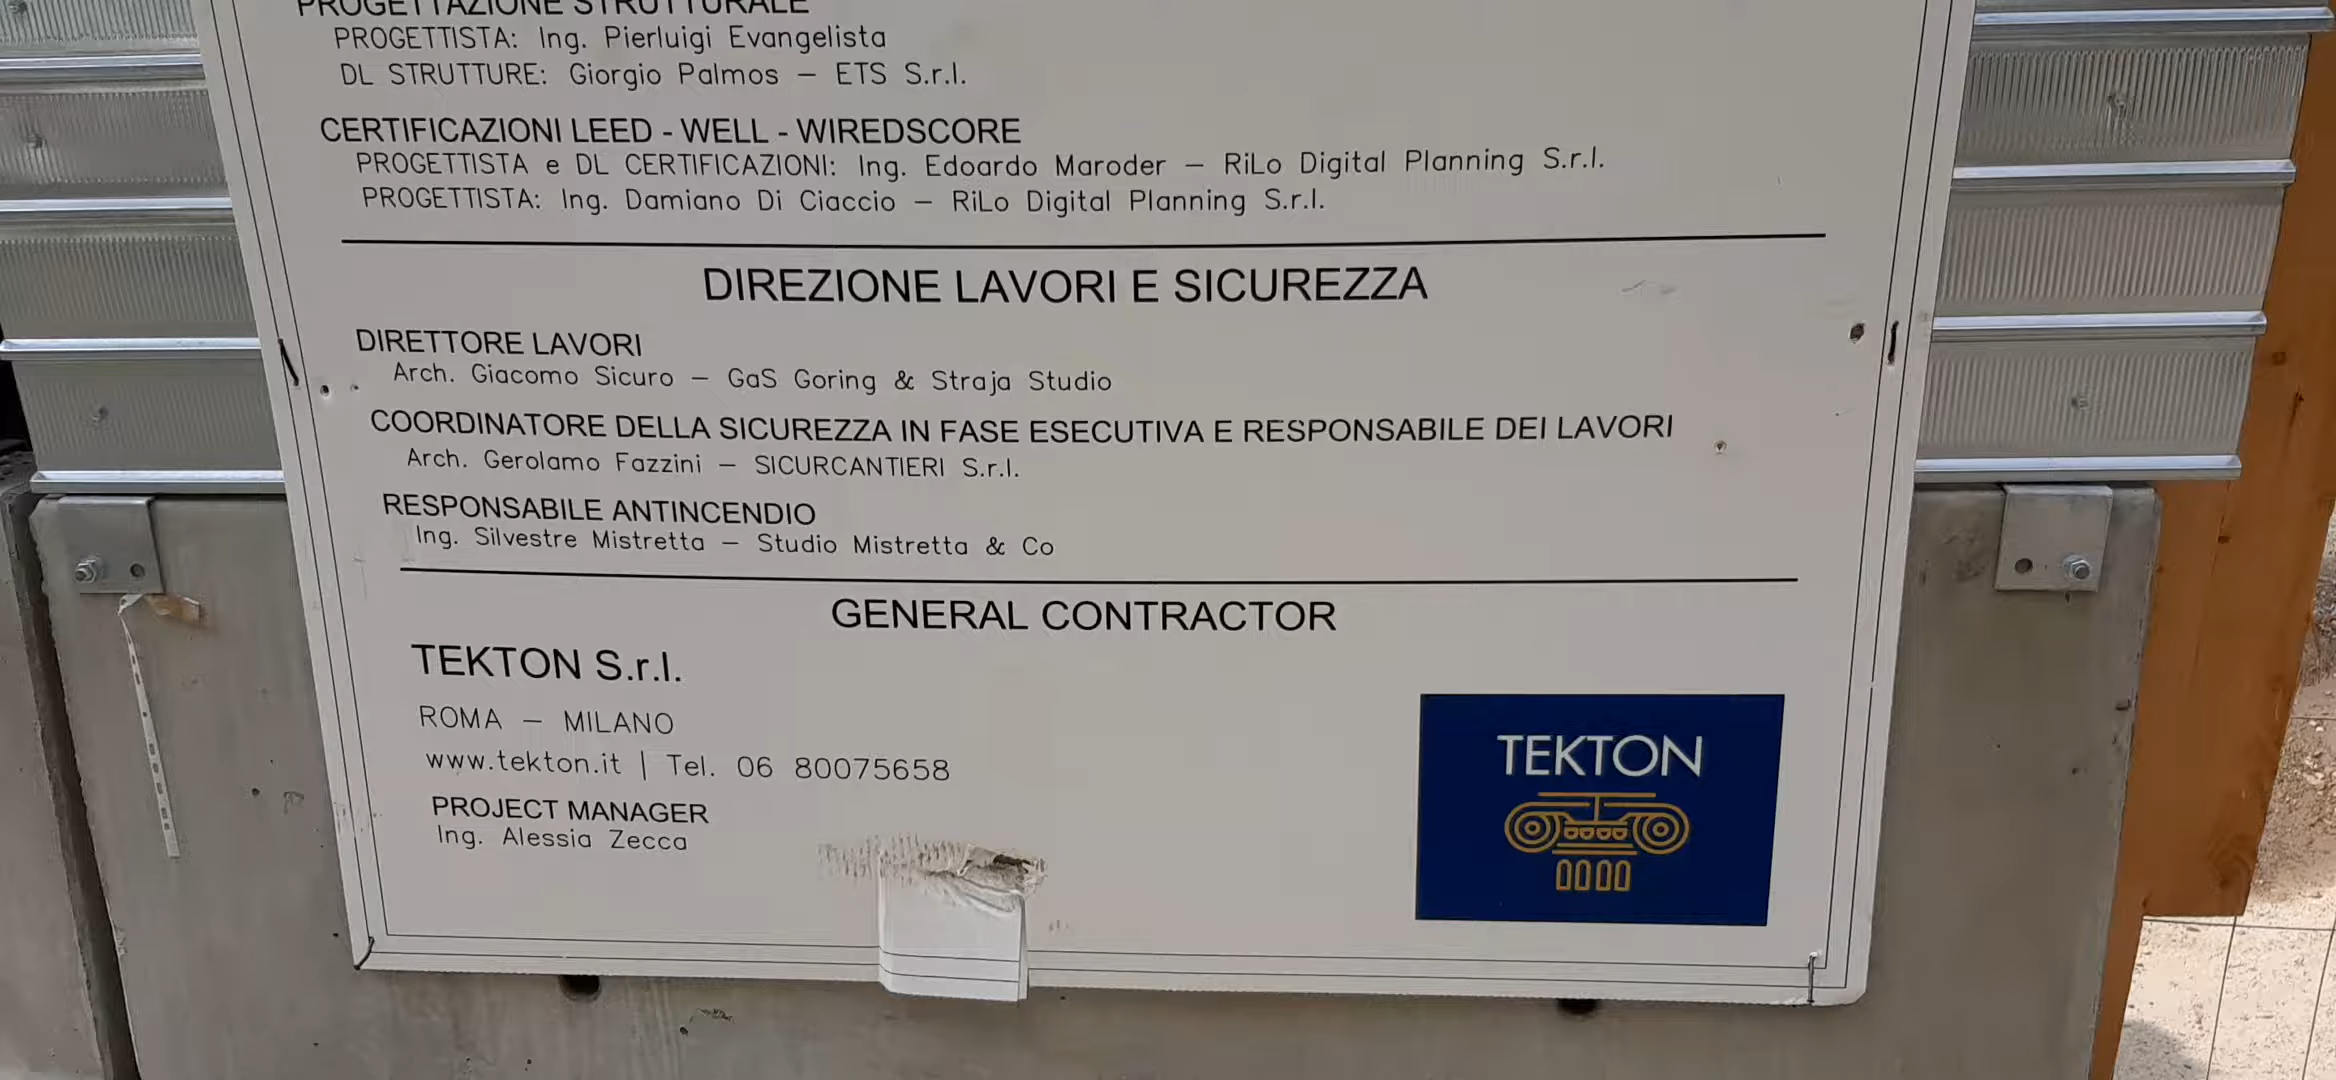 PROGETTAZIONE STRUTTURALE
PROGETTISTA: Ing. Pierluigi Evangelista
DL STRUTTURE: Giorgio Palmos – ETS S.r.l.
CERTIFICAZIONI LEED - WELL - WIREDSCORE
PROGETTISTA e DL CERTIFICAZIONI: Ing. Edoardo Maroder – RiLo Digital Planning S.r.l.
PROGETTISTA: Ing. Damiano Di Ciaccio – RiLo Digital Planning S.r.l.
DIREZIONE LAVORI E SICUREZZA
DIRETTORE LAVORI
Arch. Giacomo Sicuro – GaS Goring & Straja Studio
COORDINATORE DELLA SICUREZZA IN FASE ESECUTIVA E RESPONSABILE DEI LAVORI
Arch. Gerolamo Fazzini – SICURCANTIERI S.r.l.
RESPONSABILE ANTINCENDIO
Ing. Silvestre Mistretta – Studio Mistretta & Co
GENERAL CONTRACTOR
TEKTON S.r.l.
ROMA – MILANO
www.tekton.it | Tel. 06 80075658
PROJECT MANAGER
Ing. Alessia Zecca
TEKTON